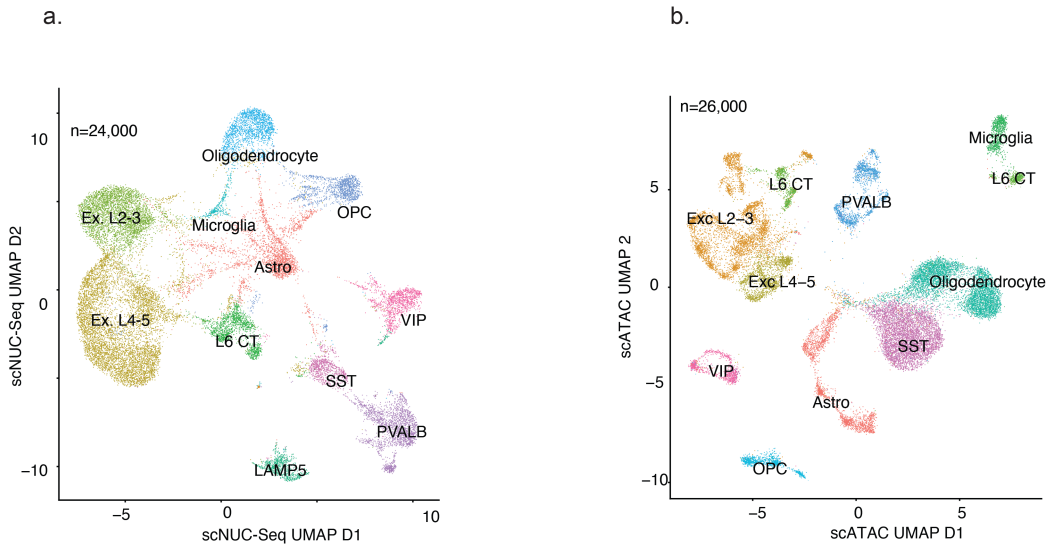 a.
n=24,000
10
0
−10
−5
0
10
scNUC-Seq UMAP D2
scNUC-Seq UMAP D1
Oligodendrocyte
OPC
Ex. L2-3
Microglia
Astro
Ex. L4-5
VIP
L6 CT
SST
PVALB
LAMP5
b.
n=26,000
5
0
−5
−10
−5
0
5
scATAC UMAP 2
scATAC UMAP D1
Microglia
L6 CT
L6 CT
PVALB
Exc L2−3
Exc L4−5
Oligodendrocyte
SST
VIP
Astro
OPC